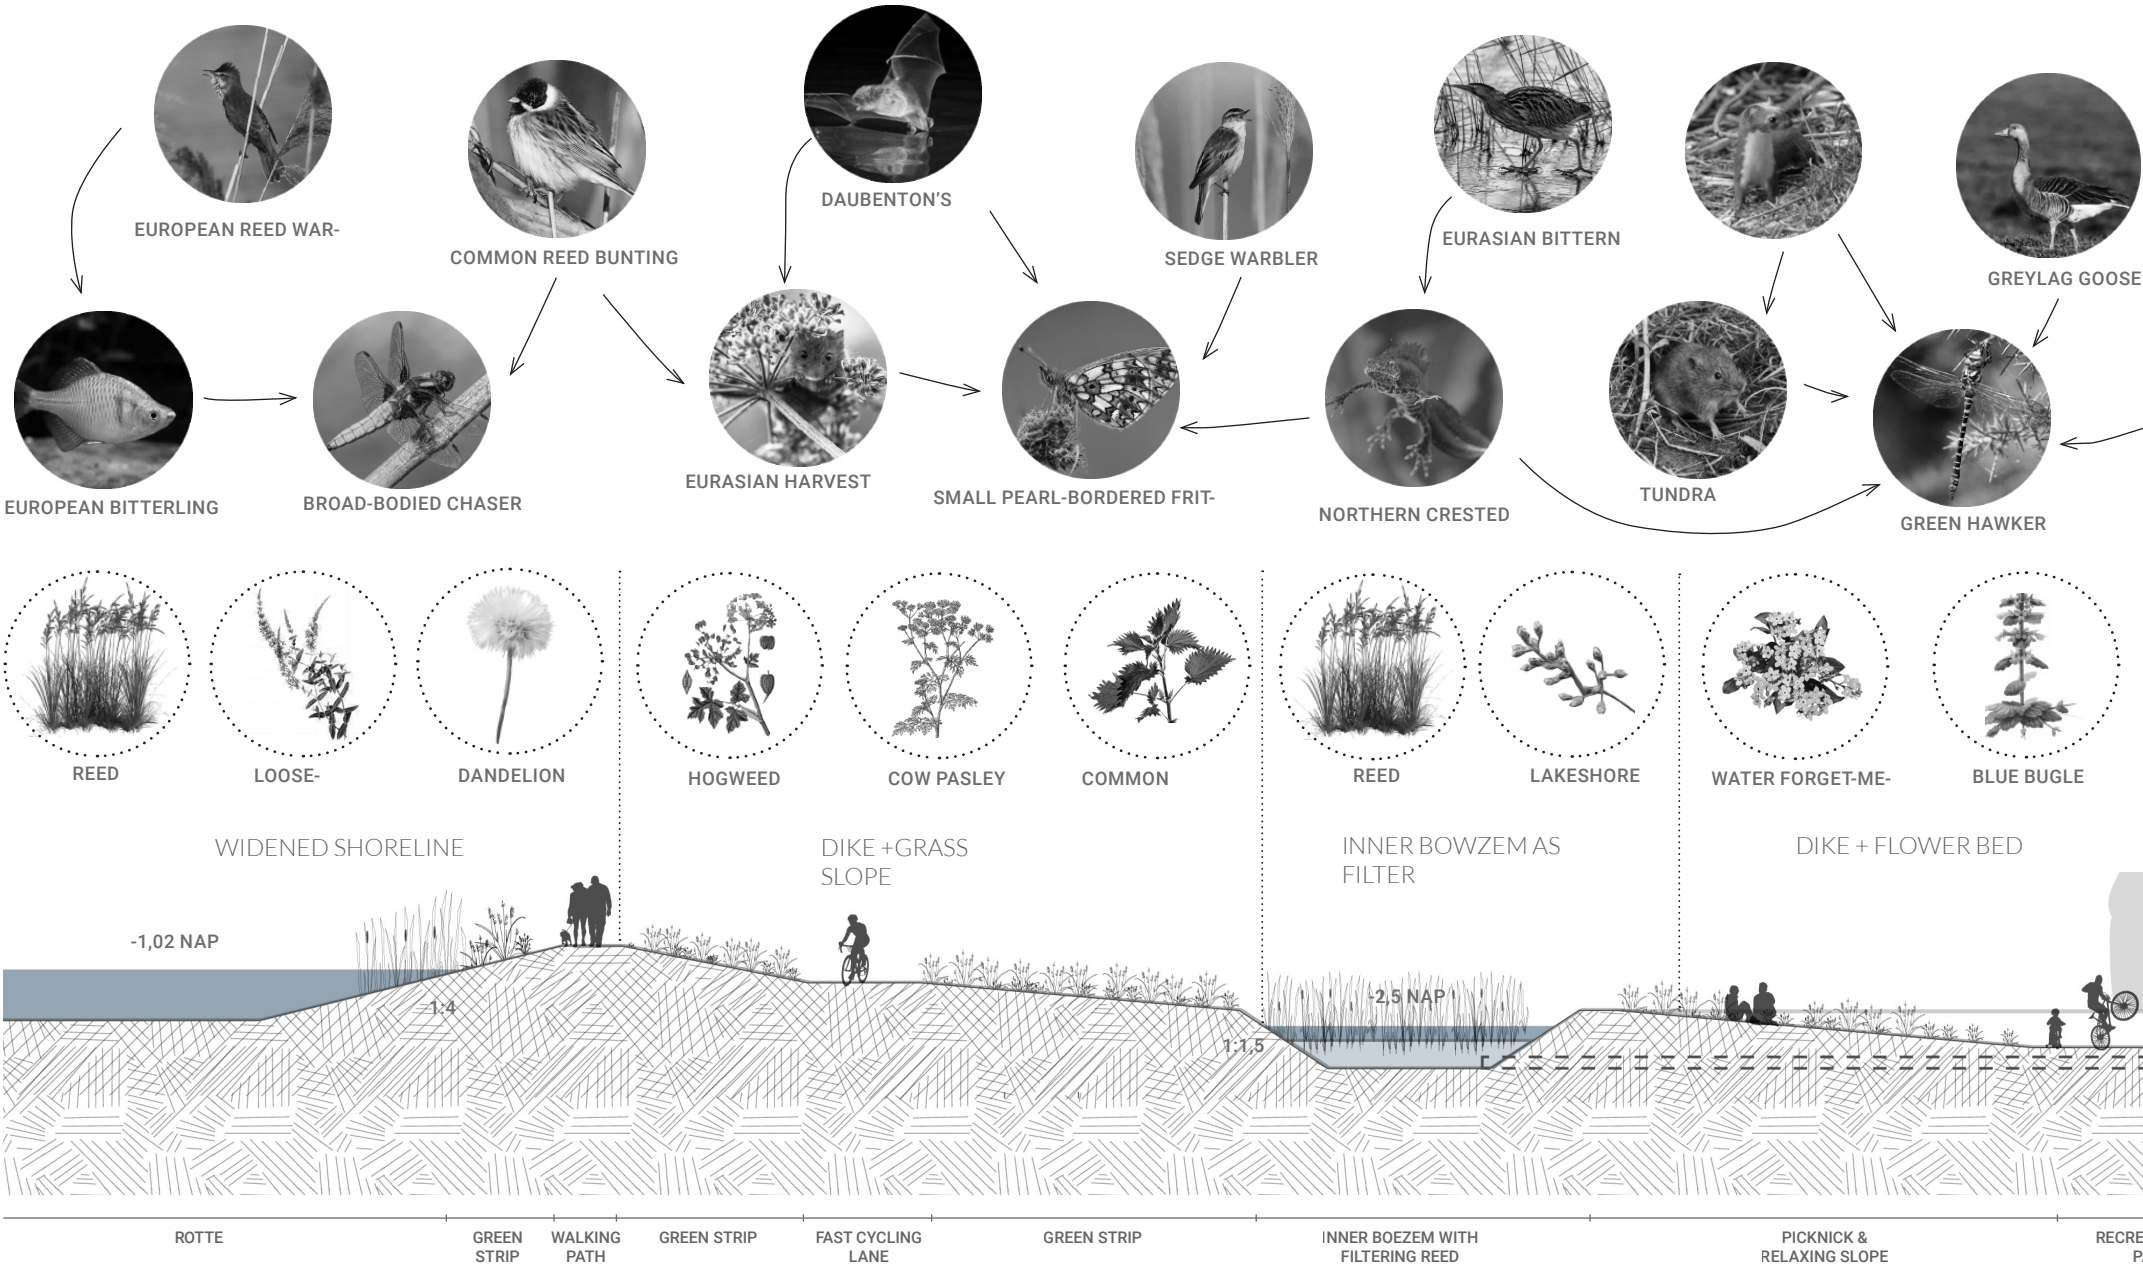 EUROPEAN REED WAR-
COMMON REED BUNTING
DAUBENTON'S
SEDGE WARBLER
EURASIAN BITTERN
GREYLAG GOOSE
EUROPEAN BITTERLING
BROAD-BODIED CHASER
EURASIAN HARVEST
SMALL PEARL-BORDERED FRIT-
NORTHERN CRESTED
TUNDRA
GREEN HAWKER
REED
LOOSE-
DANDELION
HOGWEED
COW PASLEY
COMMON
REED
LAKESHORE
WATER FORGET-ME-
BLUE BUGLE
WIDENED SHORELINE
DIKE +GRASS
SLOPE
INNER BOWZEM AS
FILTER
DIKE + FLOWER BED
-1,02 NAP
1:4
-2,5 NAP
1:1,5
ROTTE
GREEN
STRIP
WALKING
PATH
GREEN STRIP
FAST CYCLING
LANE
GREEN STRIP
INNER BOEZEM WITH
FILTERING REED
PICKNICK &
RELAXING SLOPE
RECRE